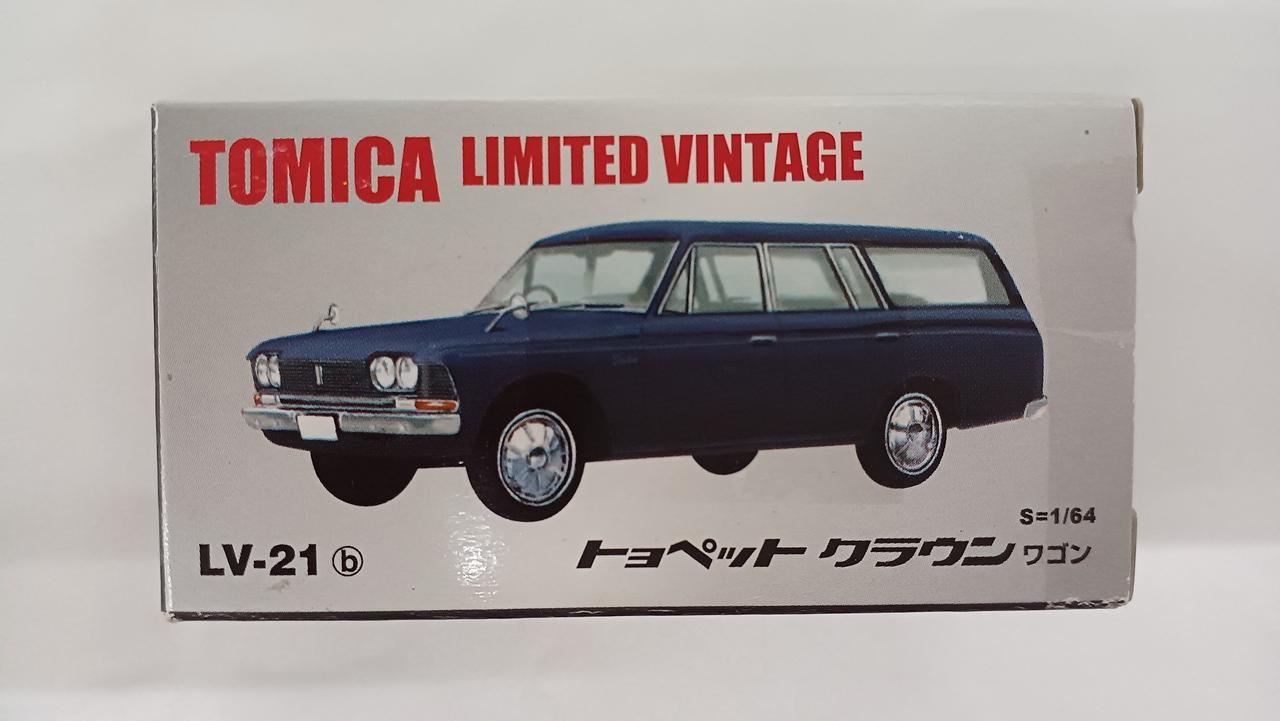 TOMICA LIMITED VINTAGE
S=1/64
LV-21 ⓑ
トヨペット クラウン ワゴン